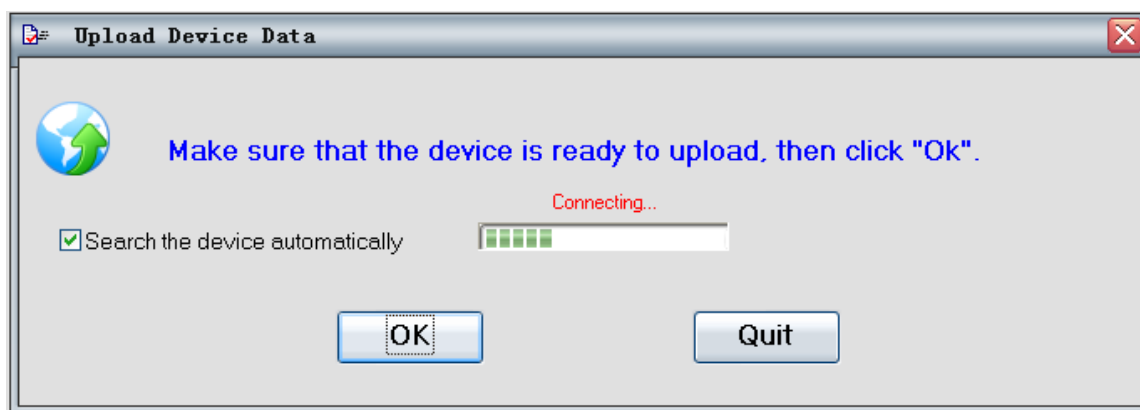 Upload Device Data
Make sure that the device is ready to upload, then click "Ok".
Connecting...
Search the device automatically
OK
Quit